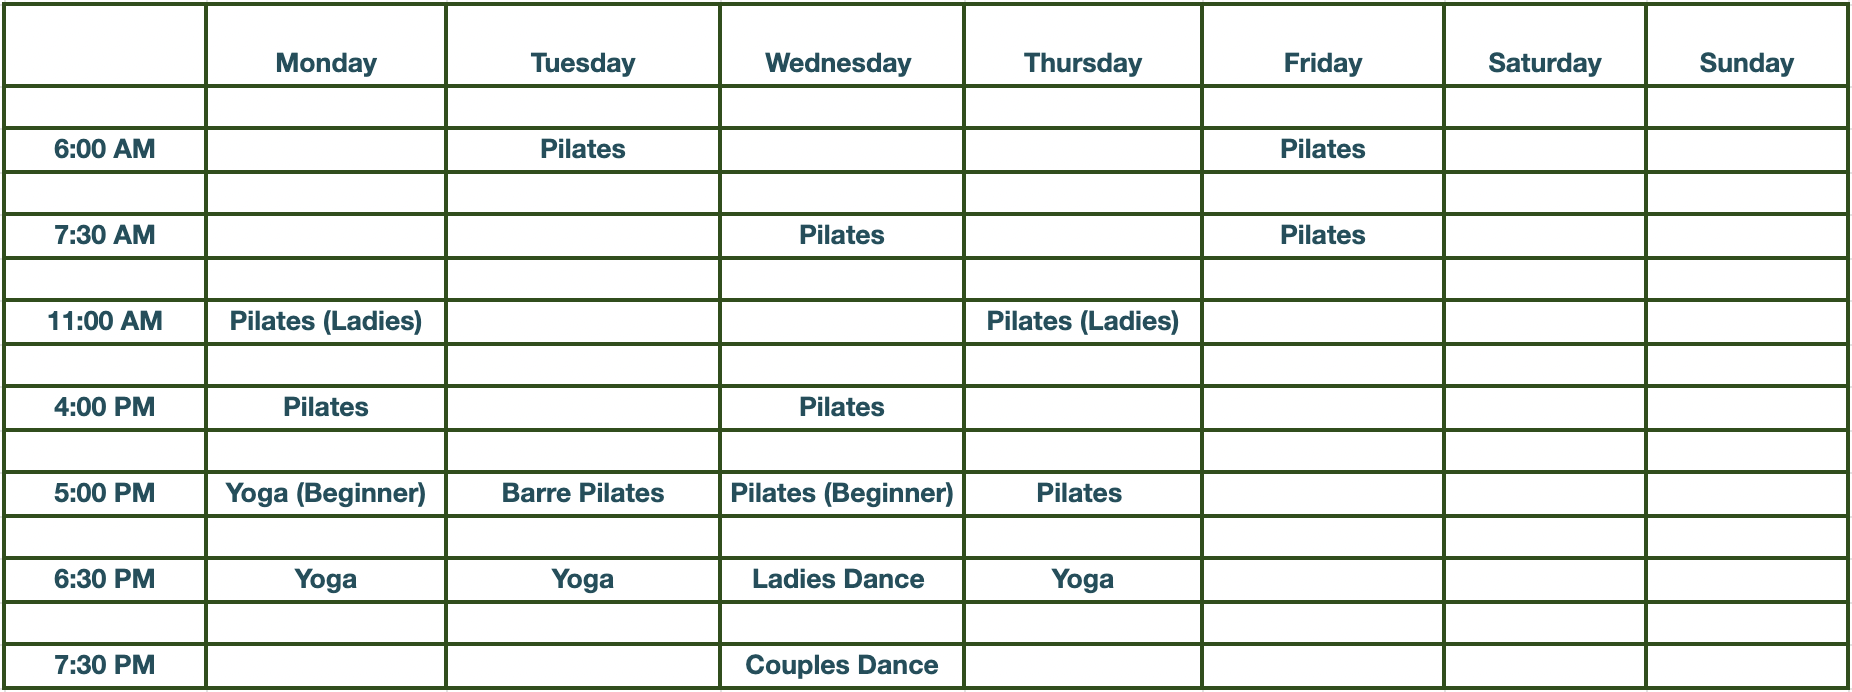 Monday Tuesday Wednesday Thursday Friday Saturday Sunday
6:00 AM Pilates Pilates
7:30 AM Pilates Pilates
11:00 AM Pilates (Ladies) Pilates (Ladies)
4:00 PM Pilates Pilates
5:00 PM Yoga (Beginner) Barre Pilates Pilates (Beginner) Pilates
6:30 PM Yoga Yoga Ladies Dance Yoga
7:30 PM Couples Dance